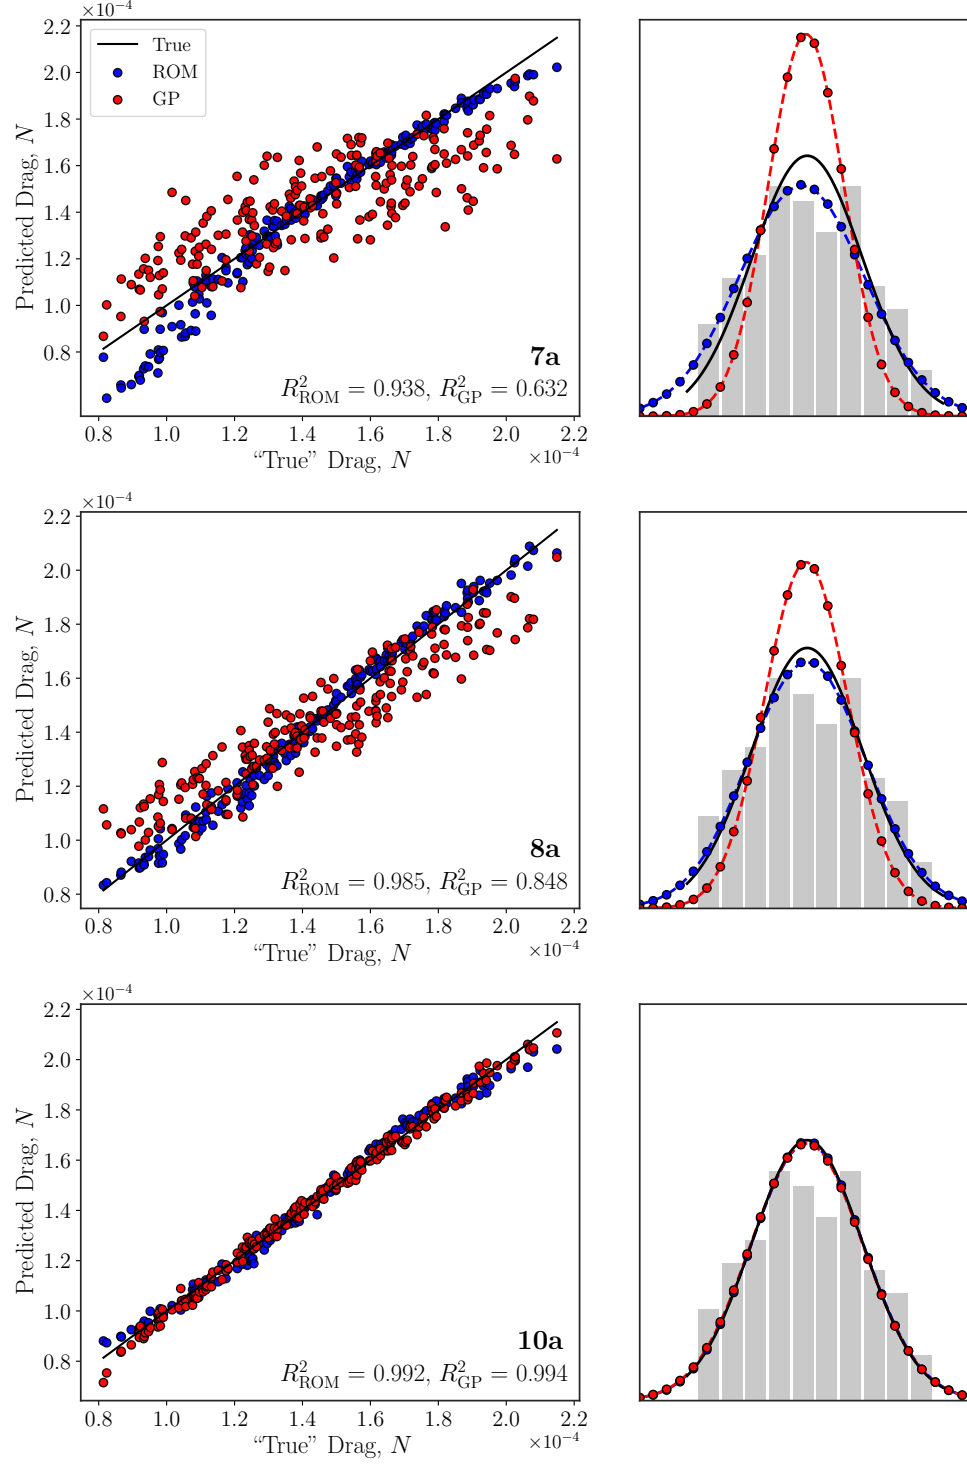 ×10⁻⁴
2.2
2.0
1.8
1.6
1.4
1.2
1.0
0.8
Predicted Drag, N
True
ROM
GP
7a
R²_ROM = 0.938, R²_GP = 0.632
0.8 1.0 1.2 1.4 1.6 1.8 2.0 2.2
×10⁻⁴
“True” Drag, N
×10⁻⁴
2.2
2.0
1.8
1.6
1.4
1.2
1.0
0.8
Predicted Drag, N
8a
R²_ROM = 0.985, R²_GP = 0.848
0.8 1.0 1.2 1.4 1.6 1.8 2.0 2.2
×10⁻⁴
“True” Drag, N
×10⁻⁴
2.2
2.0
1.8
1.6
1.4
1.2
1.0
0.8
Predicted Drag, N
10a
R²_ROM = 0.992, R²_GP = 0.994
0.8 1.0 1.2 1.4 1.6 1.8 2.0 2.2
×10⁻⁴
“True” Drag, N